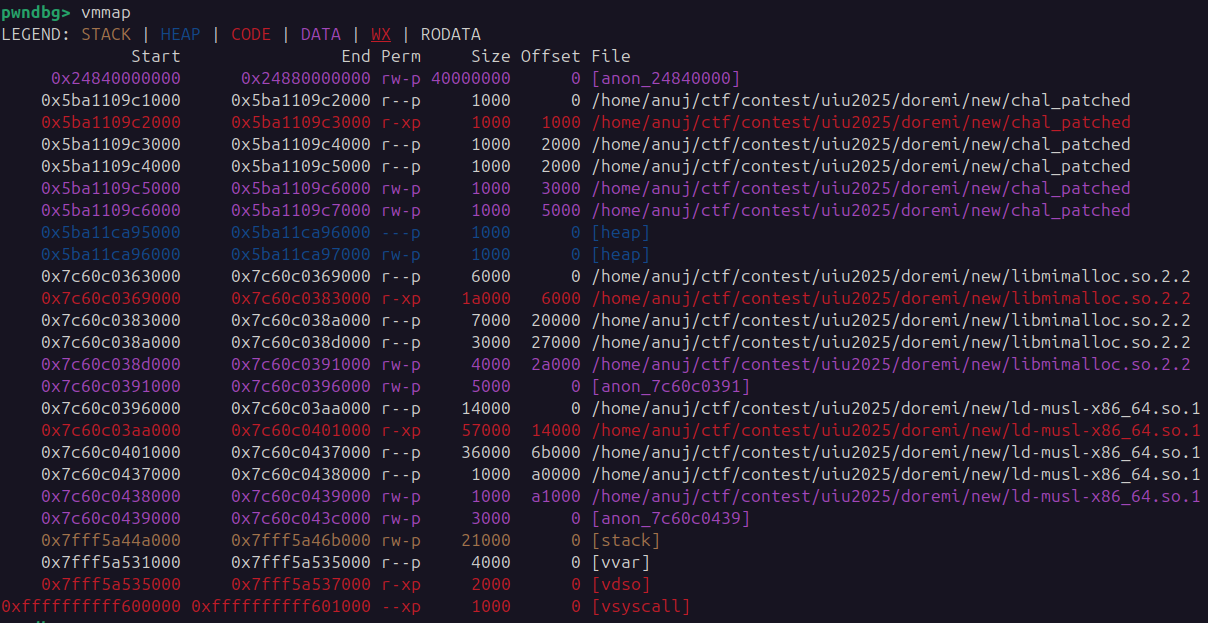 pwndbg> vmmap
LEGEND: STACK | HEAP | CODE | DATA | WX | RODATA
Start End Perm Size Offset File
0x24840000000 0x24880000000 rw-p 40000000 0 [anon_24840000]
0x5ba1109c1000 0x5ba1109c2000 r--p 1000 0 /home/anuj/ctf/contest/uiu2025/doremi/new/chal_patched
0x5ba1109c2000 0x5ba1109c3000 r-xp 1000 1000 /home/anuj/ctf/contest/uiu2025/doremi/new/chal_patched
0x5ba1109c3000 0x5ba1109c4000 r--p 1000 2000 /home/anuj/ctf/contest/uiu2025/doremi/new/chal_patched
0x5ba1109c4000 0x5ba1109c5000 r--p 1000 2000 /home/anuj/ctf/contest/uiu2025/doremi/new/chal_patched
0x5ba1109c5000 0x5ba1109c6000 rw-p 1000 3000 /home/anuj/ctf/contest/uiu2025/doremi/new/chal_patched
0x5ba1109c6000 0x5ba1109c7000 rw-p 1000 5000 /home/anuj/ctf/contest/uiu2025/doremi/new/chal_patched
0x5ba11ca95000 0x5ba11ca96000 ---p 1000 0 [heap]
0x5ba11ca96000 0x5ba11ca97000 rw-p 1000 0 [heap]
0x7c60c0363000 0x7c60c0369000 r--p 6000 0 /home/anuj/ctf/contest/uiu2025/doremi/new/libmimalloc.so.2.2
0x7c60c0369000 0x7c60c0383000 r-xp 1a000 6000 /home/anuj/ctf/contest/uiu2025/doremi/new/libmimalloc.so.2.2
0x7c60c0383000 0x7c60c038a000 r--p 7000 20000 /home/anuj/ctf/contest/uiu2025/doremi/new/libmimalloc.so.2.2
0x7c60c038a000 0x7c60c038d000 r--p 3000 27000 /home/anuj/ctf/contest/uiu2025/doremi/new/libmimalloc.so.2.2
0x7c60c038d000 0x7c60c0391000 rw-p 4000 2a000 /home/anuj/ctf/contest/uiu2025/doremi/new/libmimalloc.so.2.2
0x7c60c0391000 0x7c60c0396000 rw-p 5000 0 [anon_7c60c0391]
0x7c60c0396000 0x7c60c03aa000 r--p 14000 0 /home/anuj/ctf/contest/uiu2025/doremi/new/ld-musl-x86_64.so.1
0x7c60c03aa000 0x7c60c0401000 r-xp 57000 14000 /home/anuj/ctf/contest/uiu2025/doremi/new/ld-musl-x86_64.so.1
0x7c60c0401000 0x7c60c0437000 r--p 36000 6b000 /home/anuj/ctf/contest/uiu2025/doremi/new/ld-musl-x86_64.so.1
0x7c60c0437000 0x7c60c0438000 r--p 1000 a0000 /home/anuj/ctf/contest/uiu2025/doremi/new/ld-musl-x86_64.so.1
0x7c60c0438000 0x7c60c0439000 rw-p 1000 a1000 /home/anuj/ctf/contest/uiu2025/doremi/new/ld-musl-x86_64.so.1
0x7c60c0439000 0x7c60c043c000 rw-p 3000 0 [anon_7c60c0439]
0x7fff5a44a000 0x7fff5a46b000 rw-p 21000 0 [stack]
0x7fff5a531000 0x7fff5a535000 r--p 4000 0 [vvar]
0x7fff5a535000 0x7fff5a537000 r-xp 2000 0 [vdso]
0xffffffffff600000 0xffffffffff601000 --xp 1000 0 [vsyscall]